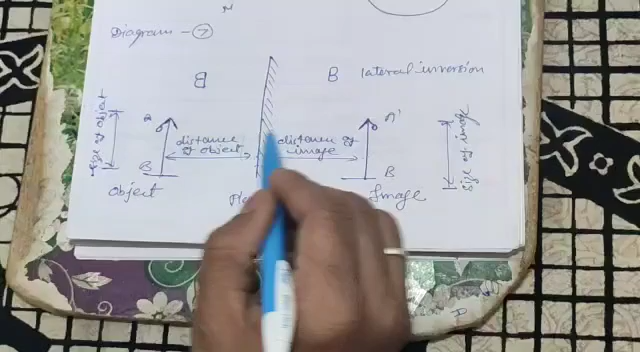 Diagram - 7
B B lateral inversion
A A'
distance of object distance of image
size of object size of image
B B
Object Image